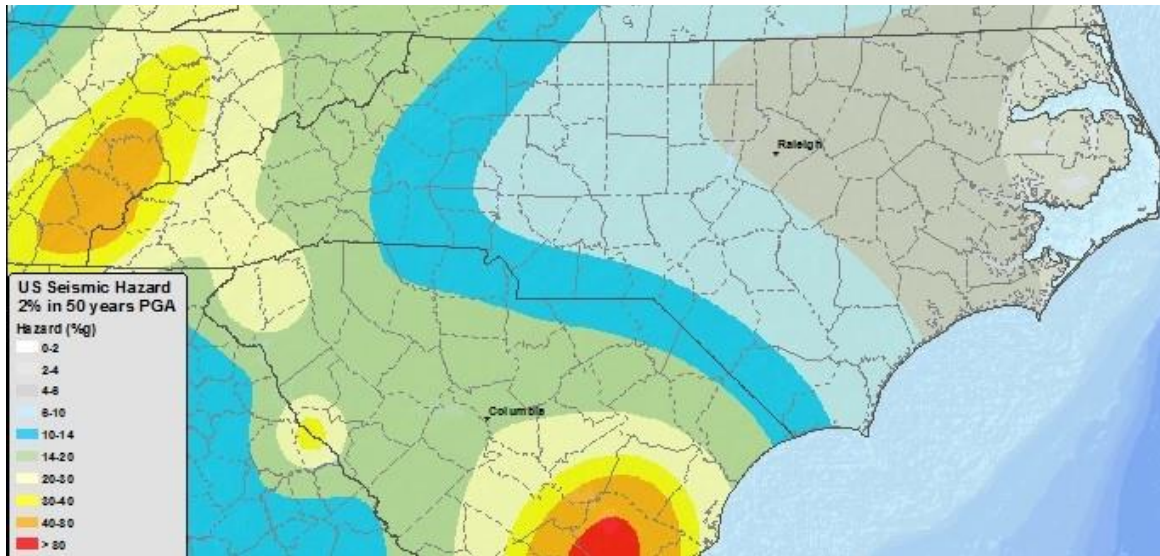 Raleigh
US Seismic Hazard
2% in 50 years PGA
Hazard (%g)
0-2
2-4
4-6
6-10
10-14
14-20
20-30
30-40
40-80
> 80
Columbia